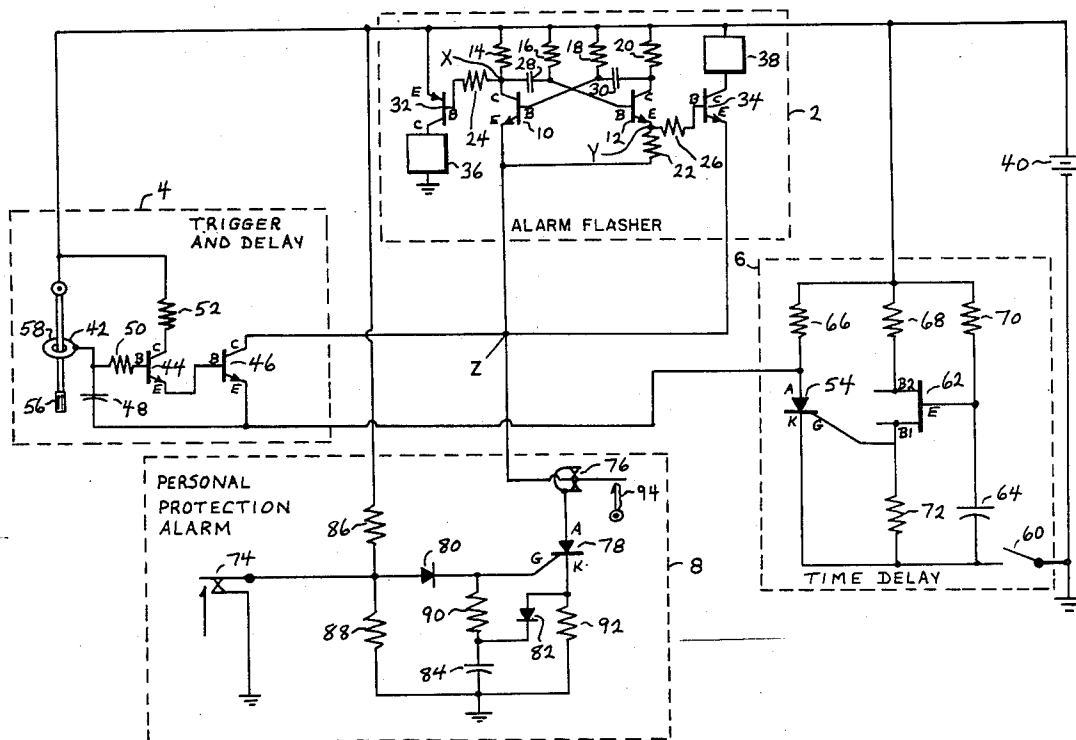 14
16
18
20
38
X
28
30
E
32
B
C
24
C
B
E
10
C
B
E
12
Y
22
26
B
C
E
34
2
36
40
ALARM FLASHER
4
TRIGGER
AND DELAY
52
58
42
50
B
C
44
E
B
C
46
E
56
48
Z
6
66
68
70
A
54
K
G
B2
62
E
B1
72
64
60
TIME DELAY
PERSONAL
PROTECTION
ALARM
76
94
86
A
78
G
K
8
74
80
88
90
82
92
84